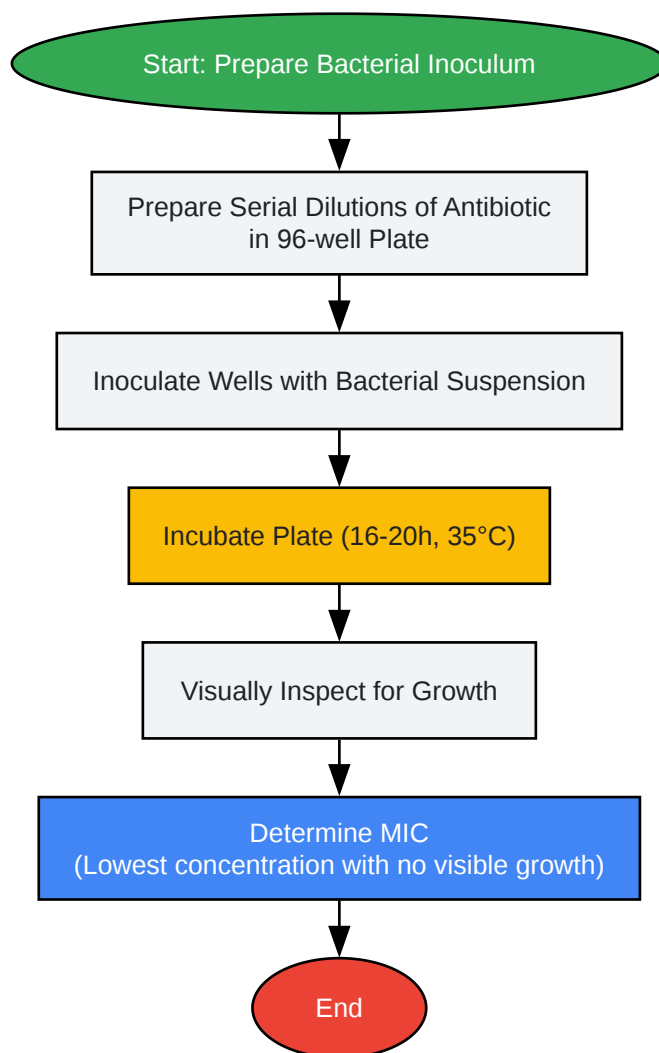 Start: Prepare Bacterial Inoculum
Prepare Serial Dilutions of Antibiotic
in 96-well Plate
Inoculate Wells with Bacterial Suspension
Incubate Plate (16-20h, 35°C)
Visually Inspect for Growth
Determine MIC
(Lowest concentration with no visible growth)
End